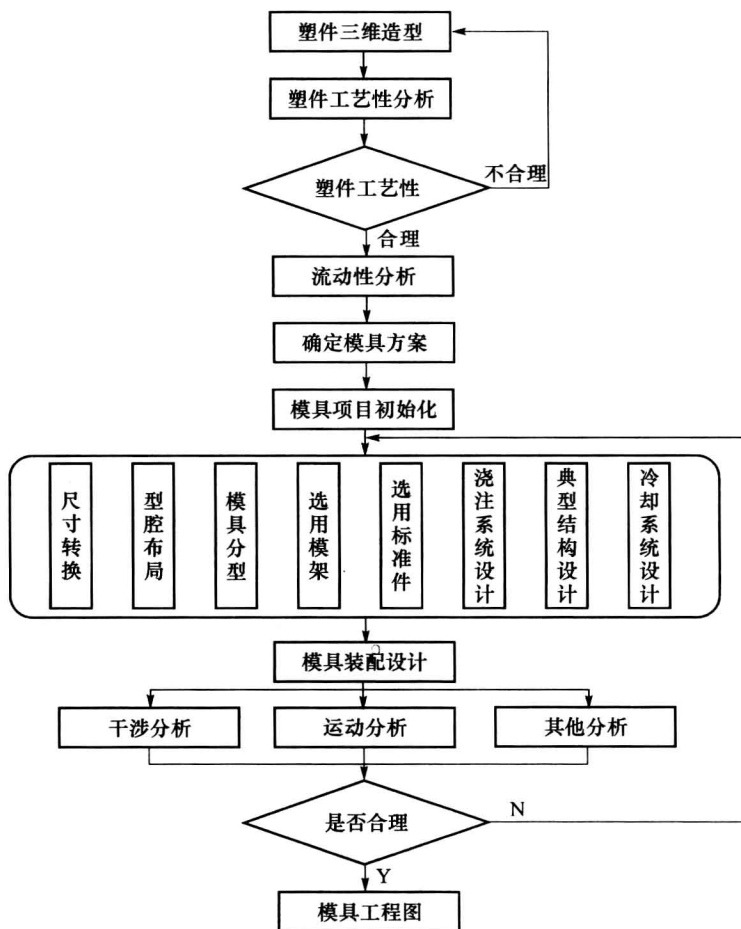 塑件三维造型
塑件工艺性分析
塑件工艺性
不合理
合理
流动性分析
确定模具方案
模具项目初始化
尺寸转换
型腔布局
模具分型
选用模架
选用标准件
浇注系统设计
典型结构设计
冷却系统设计
模具装配设计
干涉分析
运动分析
其他分析
是否合理
N
Y
模具工程图